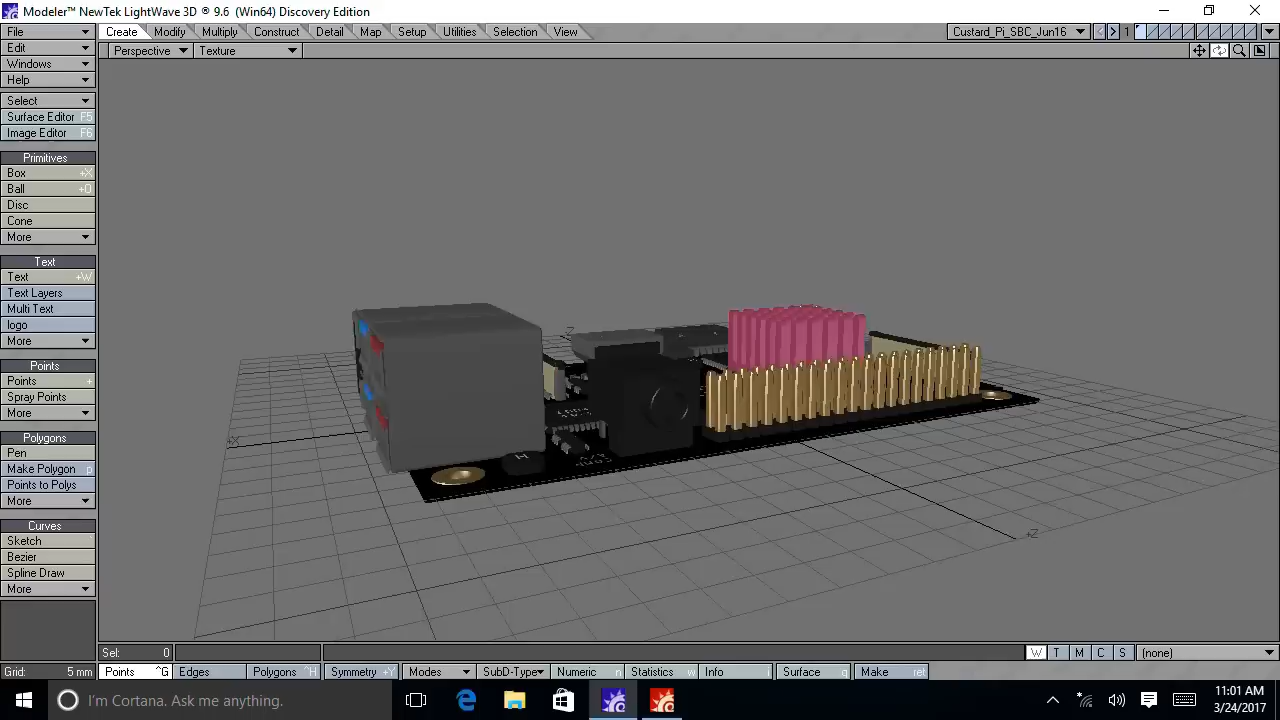 Modeler™ NewTek LightWave 3D ® 9.6 (Win64) Discovery Edition
File
Create Modify Multiply Construct Detail Map Setup Utilities Selection View
Custard_Pi_SBC_Jun16
1
Edit
Perspective Texture
Windows
Help
Select
Surface Editor F5
Image Editor F6
Primitives
Box +X
Ball +O
Disc
Cone
More
Text
Text +W
Text Layers
Multi Text
logo
More
Points
Points +
Spray Points
More
Polygons
Pen
Make Polygon p
Points to Polys
More
Curves
Sketch
Bezier
Spline Draw
More
+X
-Z
H
Sel: 0
W T M C S (none)
Grid: 5 mm
Points ^G Edges Polygons ^H Symmetry +Y Modes SubD-Type Numeric n Statistics w Info i Surface q Make ret
I'm Cortana. Ask me anything.
11:01 AM
3/24/2017